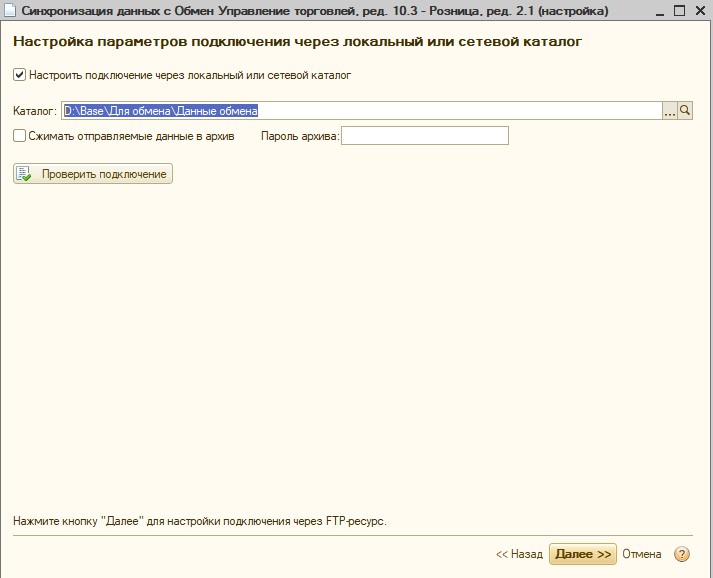 Синхронизация данных с Обмен Управление торговлей, ред. 10.3 - Розница, ред. 2.1 (настройка)
Настройка параметров подключения через локальный или сетевой каталог
Настроить подключение через локальный или сетевой каталог
Каталог: D:\Base\Для обмена\Данные обмена ...
Сжимать отправляемые данные в архив Пароль архива:
Проверить подключение
Нажмите кнопку "Далее" для настройки подключения через FTP-ресурс.
<< Назад Далее >> Отмена ?